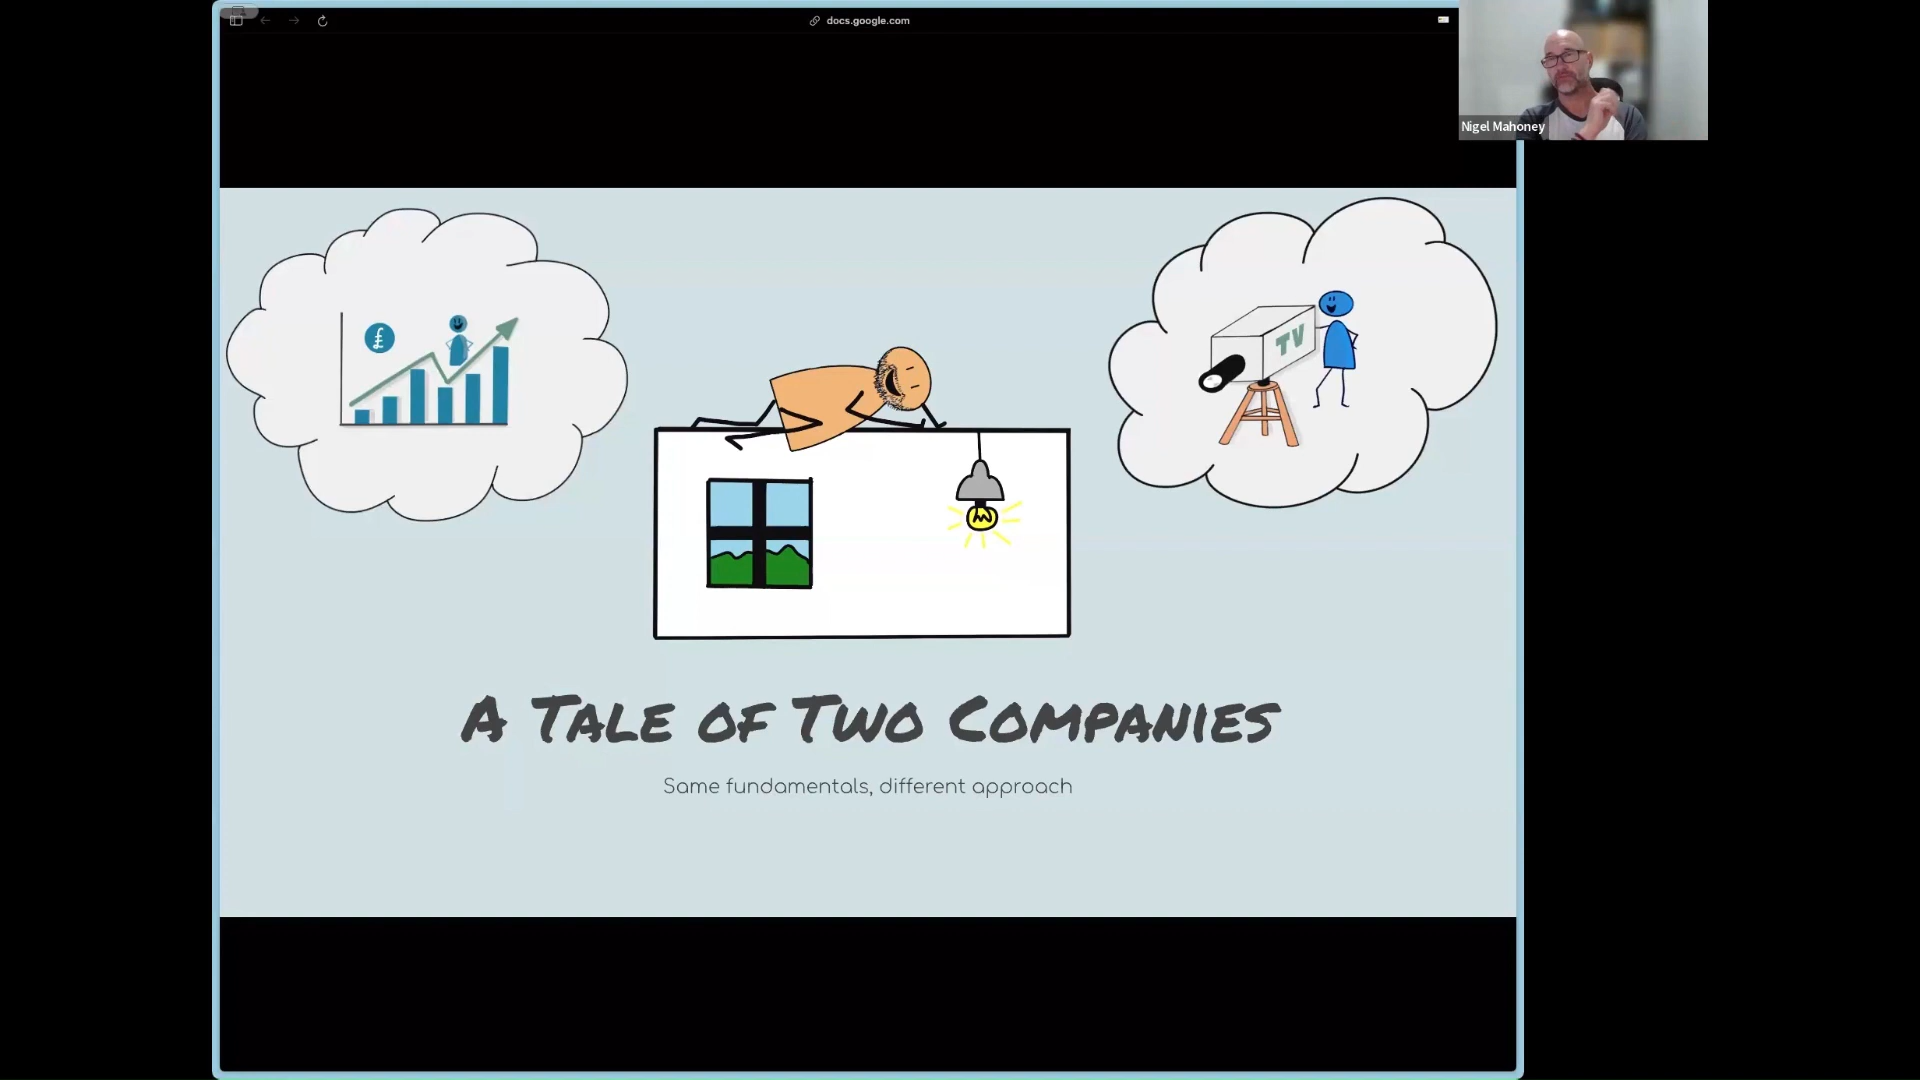 docs.google.com
Nigel Mahoney
£
TV
A Tale of Two Companies
Same fundamentals, different approach